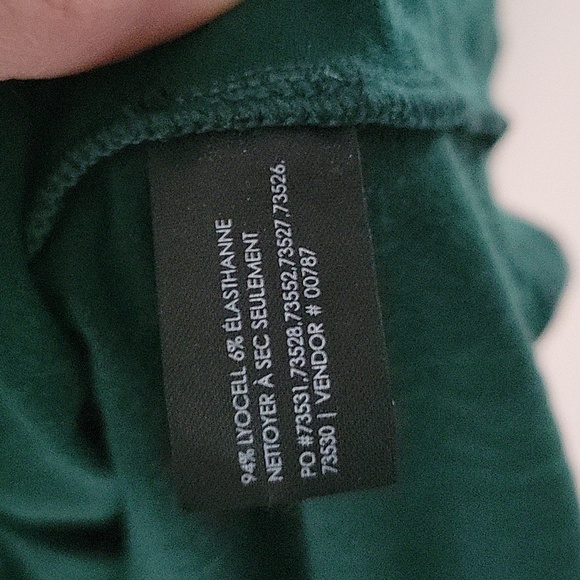 94% LYOCELL 6% ÉLASTHANNE
NETTOYER À SEC SEULEMENT
PO #73531,73528,73552,73527,73526,
73530 | VENDOR # 00787